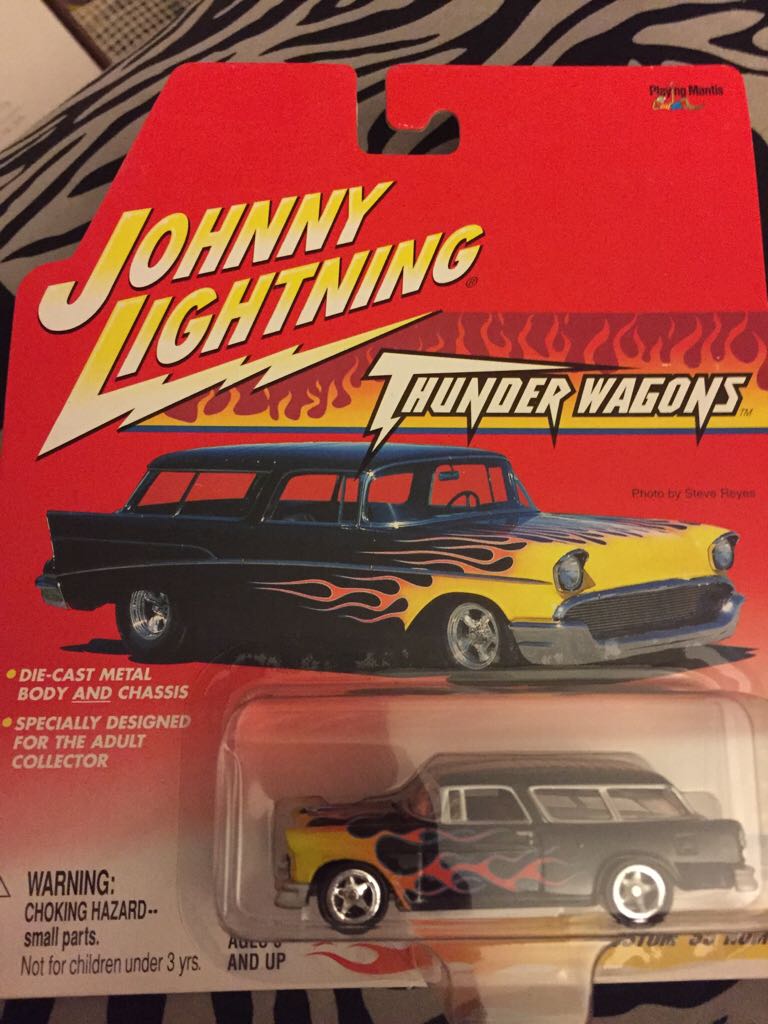 Playing Mantis
JOHNNY
LIGHTNING®
THUNDER WAGONS™
Photo by Steve Reyes
• DIE-CAST METAL
BODY AND CHASSIS
• SPECIALLY DESIGNED
FOR THE ADULT
COLLECTOR
WARNING:
CHOKING HAZARD--
small parts.
Not for children under 3 yrs.
AND UP